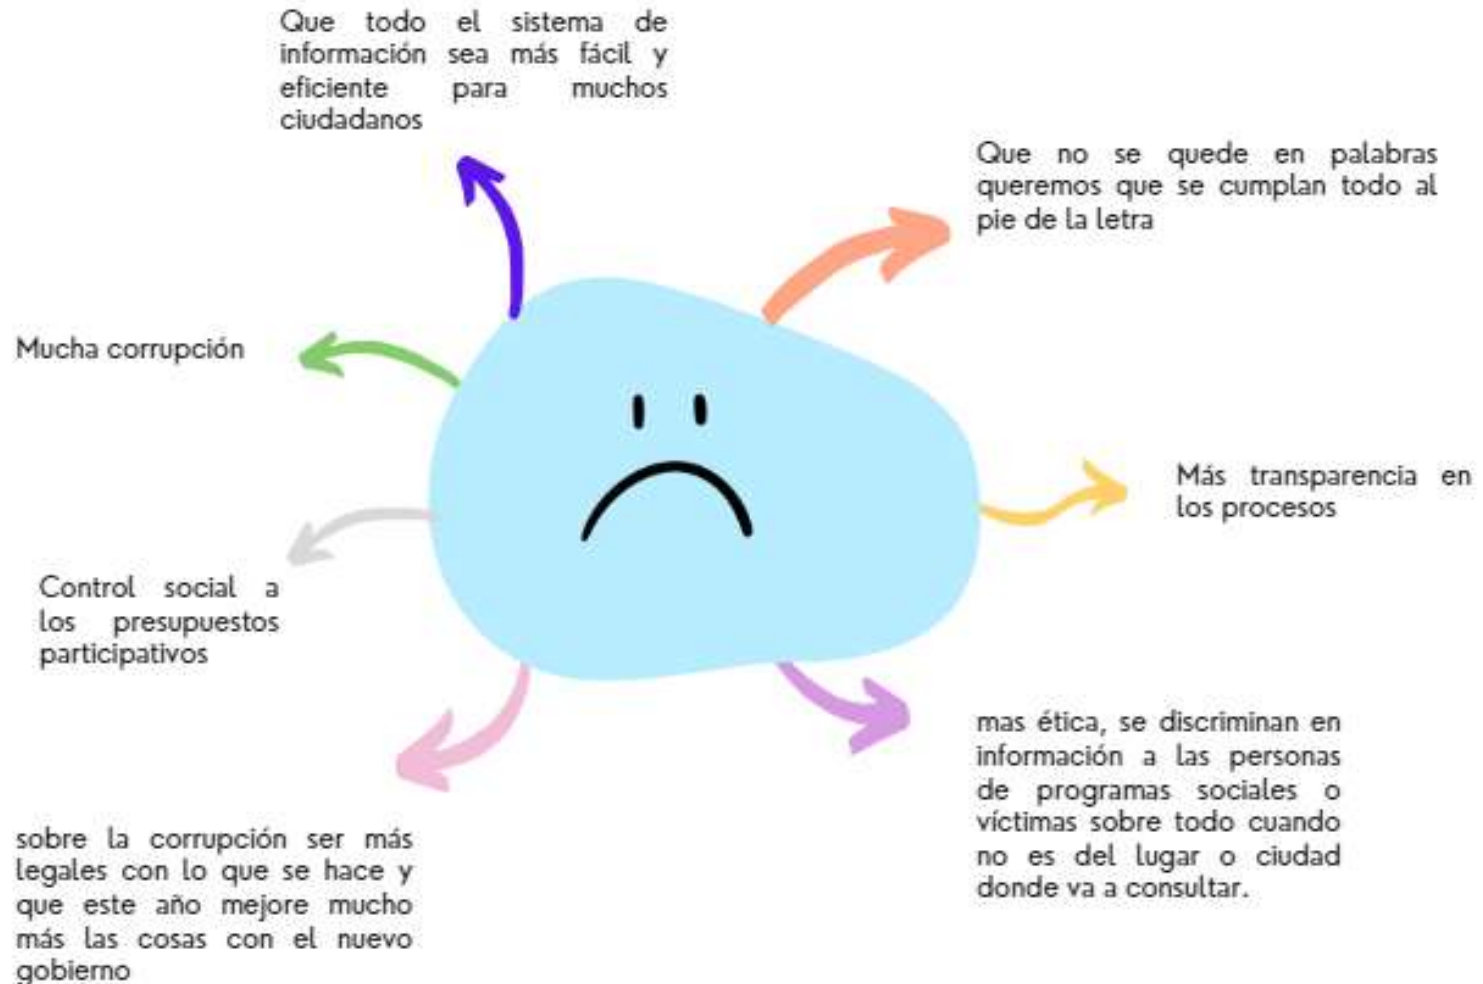 Que todo el sistema de
información sea más fácil y
eficiente para muchos
ciudadanos
Que no se quede en palabras
queremos que se cumplan todo al
pie de la letra
Mucha corrupción
Más transparencia en
los procesos
Control social a
los presupuestos
participativos
mas ética, se discriminan en
información a las personas
de programas sociales o
víctimas sobre todo cuando
no es del lugar o ciudad
donde va a consultar.
sobre la corrupción ser más
legales con lo que se hace y
que este año mejore mucho
más las cosas con el nuevo
gobierno